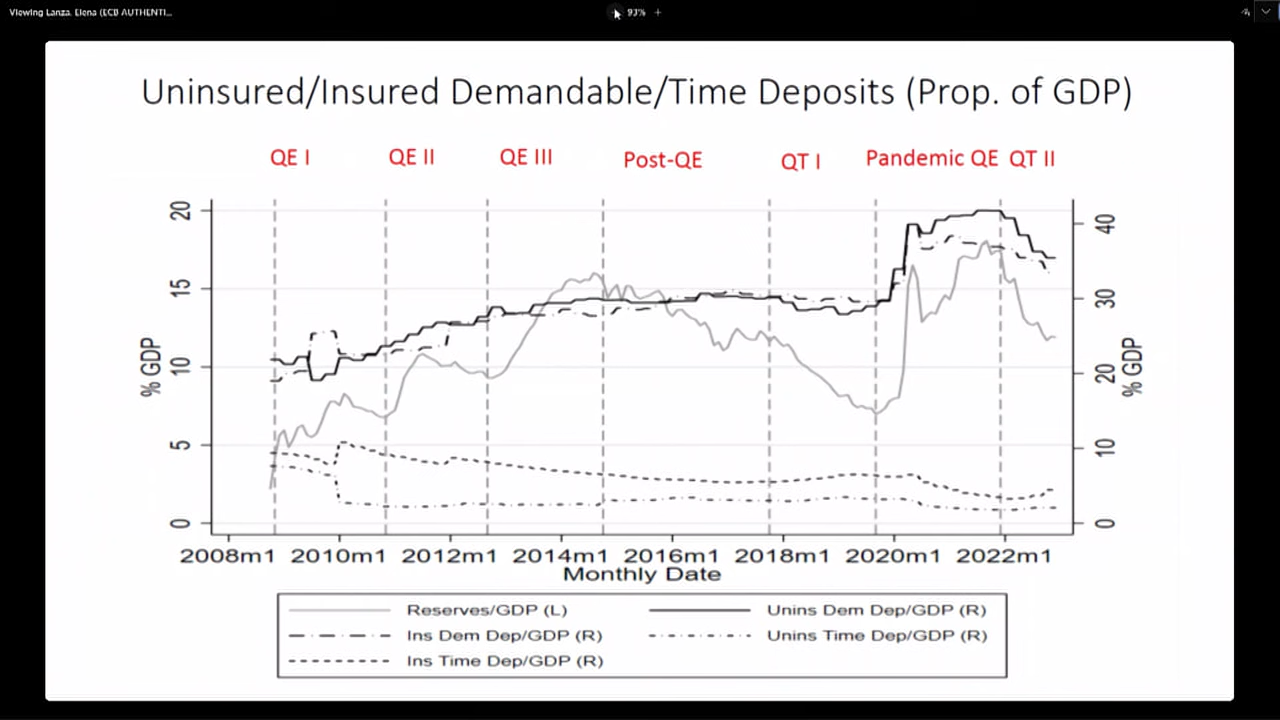 Viewing Lanza, Elena (ECB AUTHENTI...
93% +
Uninsured/Insured Demandable/Time Deposits (Prop. of GDP)
QE I QE II QE III Post-QE QT I Pandemic QE QT II
20
15
10
5
0
% GDP
40
30
20
10
0
% GDP
2008m1 2010m1 2012m1 2014m1 2016m1 2018m1 2020m1 2022m1
Monthly Date
Reserves/GDP (L) Unins Dem Dep/GDP (R)
Ins Dem Dep/GDP (R) Unins Time Dep/GDP (R)
Ins Time Dep/GDP (R)